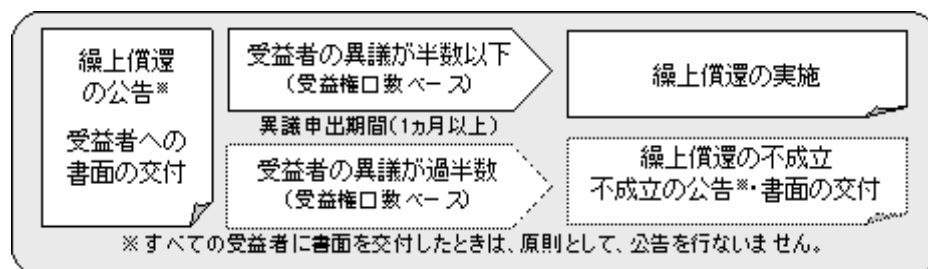 繰上償還
の公告※
受益者への
書面の交付
受益者の異議が半数以下
(受益権口数ベース)
異議申出期間(1ヵ月以上)
受益者の異議が過半数
(受益権口数ベース)
繰上償還の実施
繰上償還の不成立
不成立の公告※・書面の交付
※すべての受益者に書面を交付したときは、原則として、公告を行ないません。